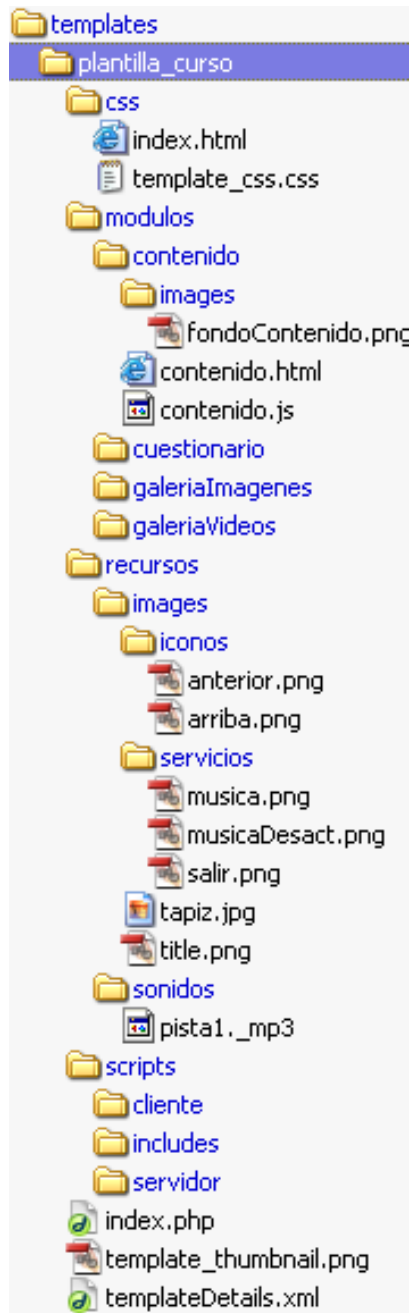 templates
plantilla_curso
css
index.html
template_css.css
modulos
contenido
images
fondoContenido.png
contenido.html
contenido.js
cuestionario
galeriaImagenes
galeriaVideos
recursos
images
iconos
anterior.png
arriba.png
servicios
musica.png
musicaDesact.png
salir.png
tapiz.jpg
title.png
sonidos
pista1._mp3
scripts
cliente
includes
servidor
index.php
template_thumbnail.png
templateDetails.xml